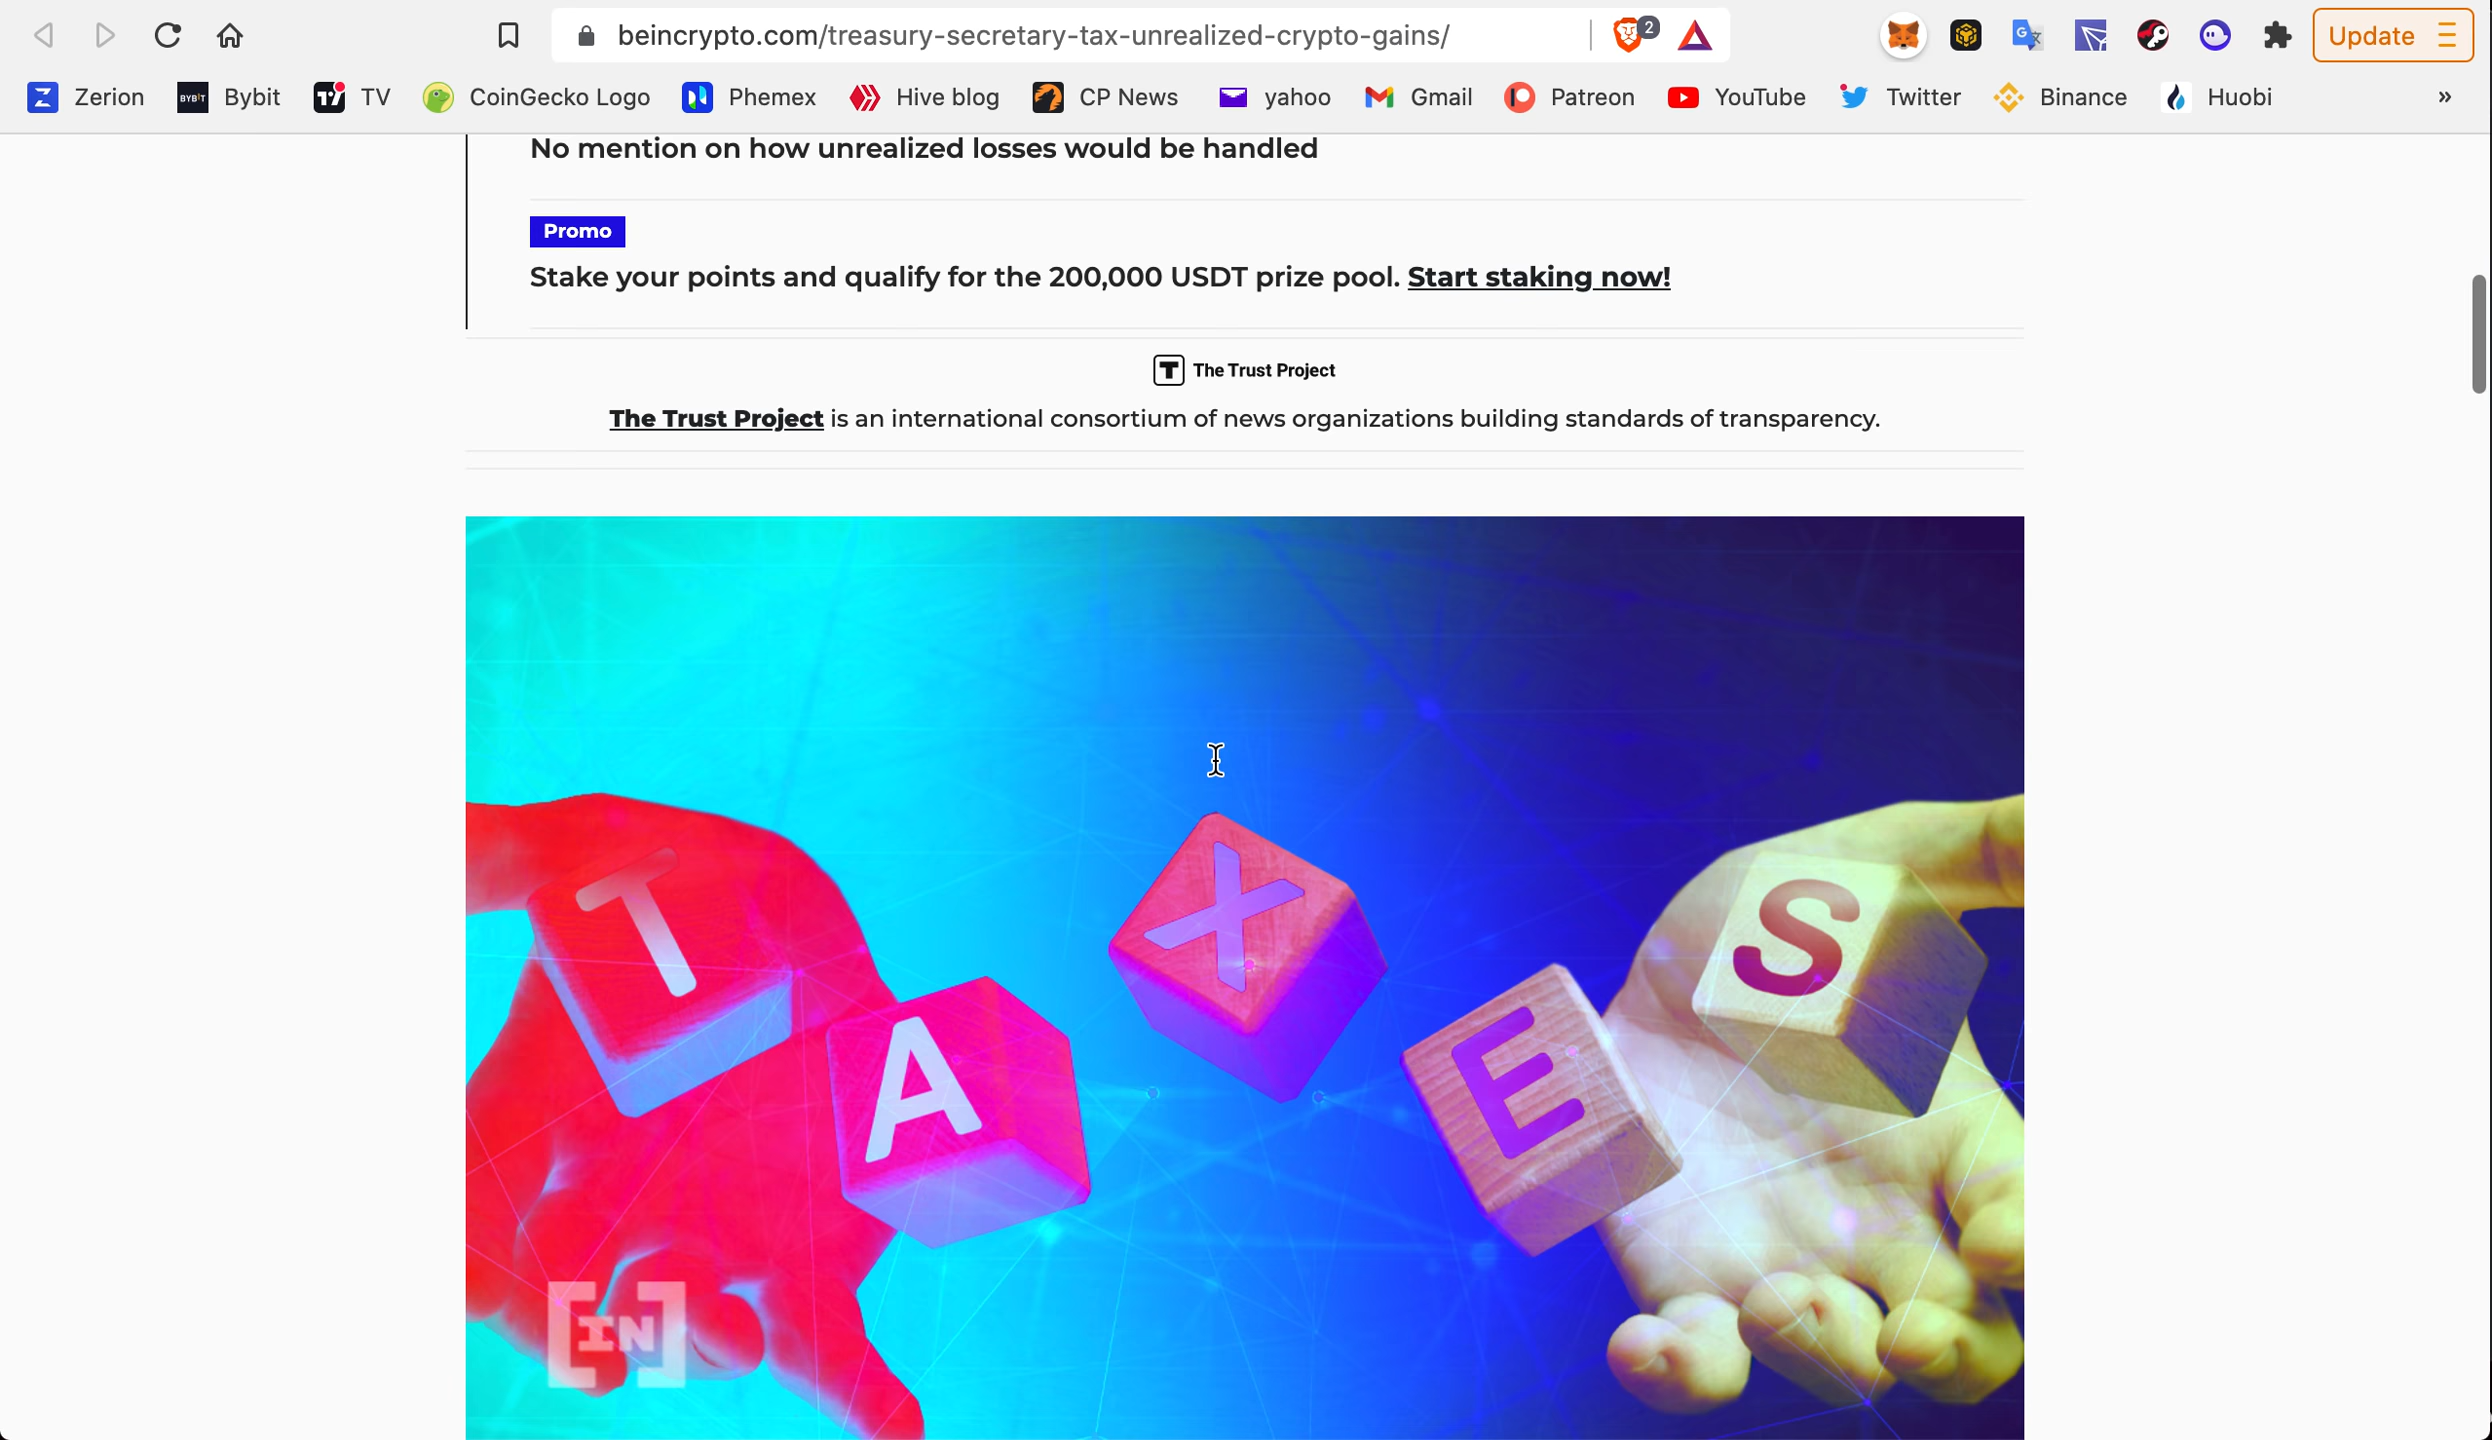 beincrypto.com/treasury-secretary-tax-unrealized-crypto-gains/
2
Update
Zerion
BYBIT
Bybit
TV
CoinGecko Logo
Phemex
Hive blog
CP News
yahoo
Gmail
Patreon
YouTube
Twitter
Binance
Huobi
»
No mention on how unrealized losses would be handled
Promo
Stake your points and qualify for the 200,000 USDT prize pool. Start staking now!
T The Trust Project
The Trust Project is an international consortium of news organizations building standards of transparency.
T A X E S
[IN]